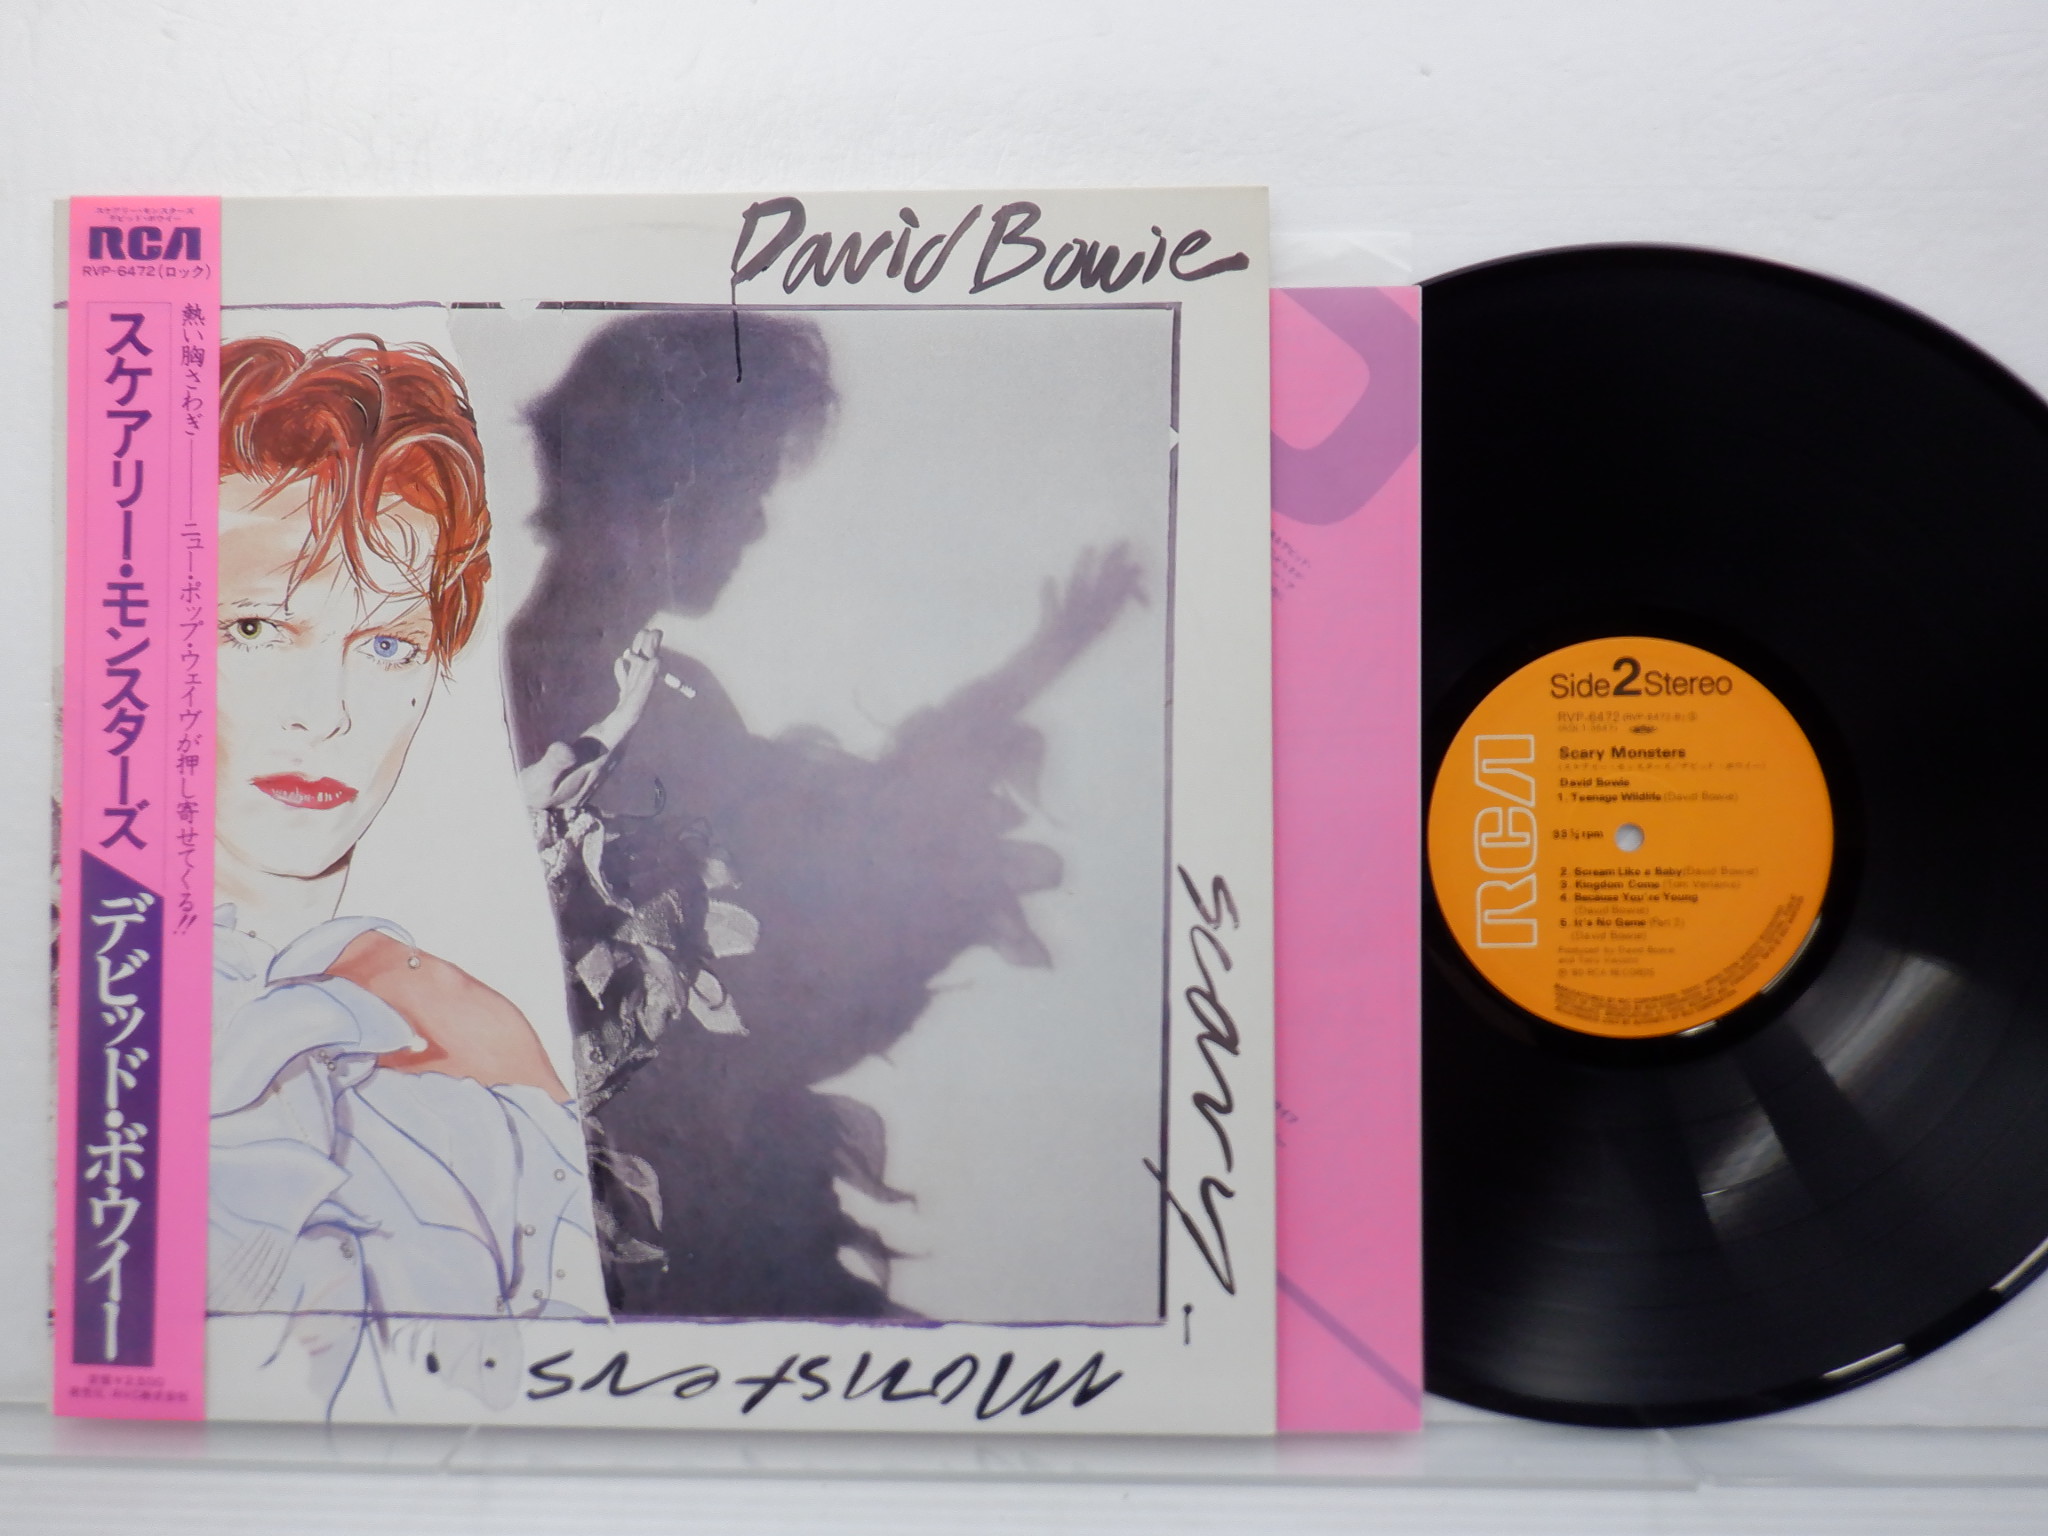 スケアリー・モンスターズ
デビッド・ボウイー
RCA
RVP-6472(ロック)
熱い胸さわぎ——ニュー・ポップ・ウェイヴが押し寄せてくる!!
スケアリー・モンスターズ
デビッド・ボウイー
David Bowie
Scary
Monsters
RCA
Side 2 Stereo
RVP-6472
Scary Monsters
David Bowie
1. Teenage Wildlife (David Bowie)
33⅓ rpm
2. Scream Like a Baby (David Bowie)
3. Kingdom Come (Tom Verlaine)
4. Because You're Young
(David Bowie)
5. It's No Game (Part 2)
(David Bowie)